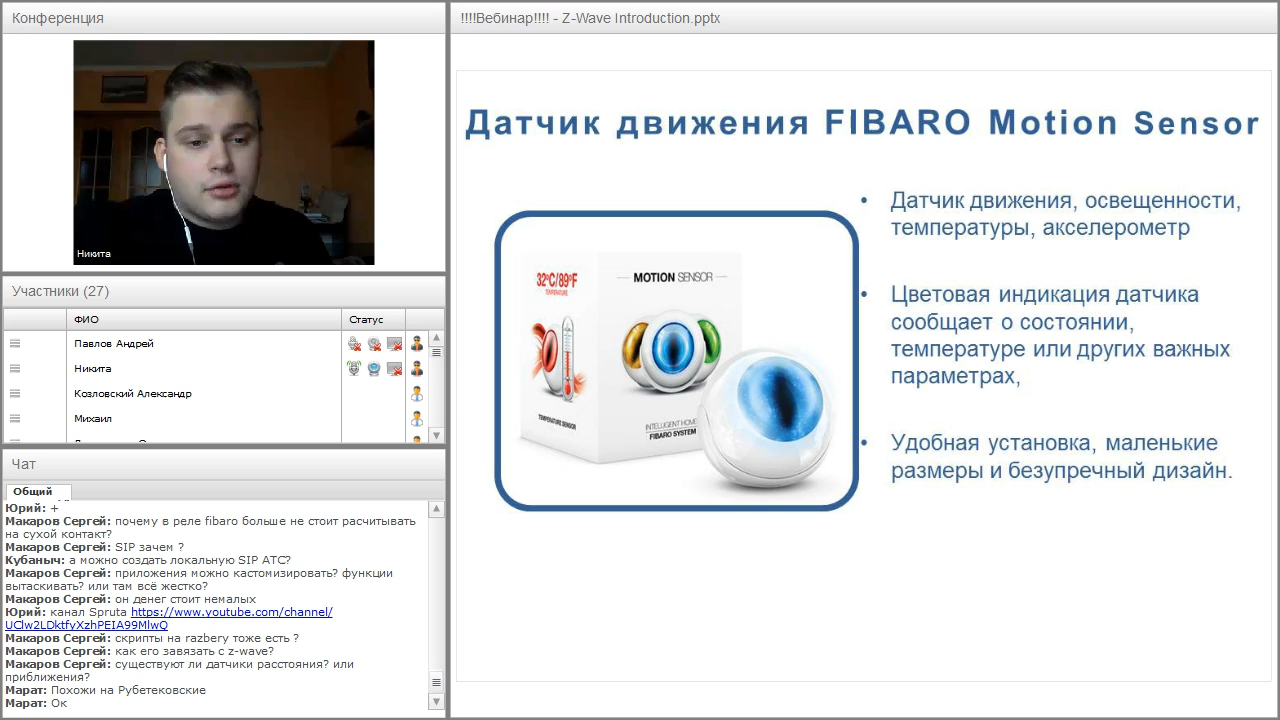 Конференция
Никита
Участники (27)
ФИО
Статус
Павлов Андрей
Никита
Козловский Александр
Михаил
Чат
Общий
Юрий: +
Макаров Сергей: почему в реле fibaro больше не стоит расчитывать
на сухой контакт?
Макаров Сергей: SIP зачем ?
Кубаныч: а можно создать локальную SIP АТС?
Макаров Сергей: приложения можно кастомизировать? функции
вытаскивать? или там всё жестко?
Макаров Сергей: он денег стоит немалых
Юрий: канал Spruta https://www.youtube.com/channel/
UClw2LDktfyXzhPEIA99MlwQ
Макаров Сергей: скрипты на razbery тоже есть ?
Макаров Сергей: как его завязать с z-wave?
Макаров Сергей: существуют ли датчики расстояния? или
приближения?
Марат: Похожи на Рубетековские
Марат: Ок
!!!!Вебинар!!!! - Z-Wave Introduction.pptx
Датчик движения FIBARO Motion Sensor
32°C/89°F
TEMPERATURE
MOTION SENSOR
TEMPERATURE SENSOR
INTELLIGENT HOME
FIBARO SYSTEM
• Датчик движения, освещенности,
температуры, акселерометр
• Цветовая индикация датчика
сообщает о состоянии,
температуре или других важных
параметрах,
• Удобная установка, маленькие
размеры и безупречный дизайн.